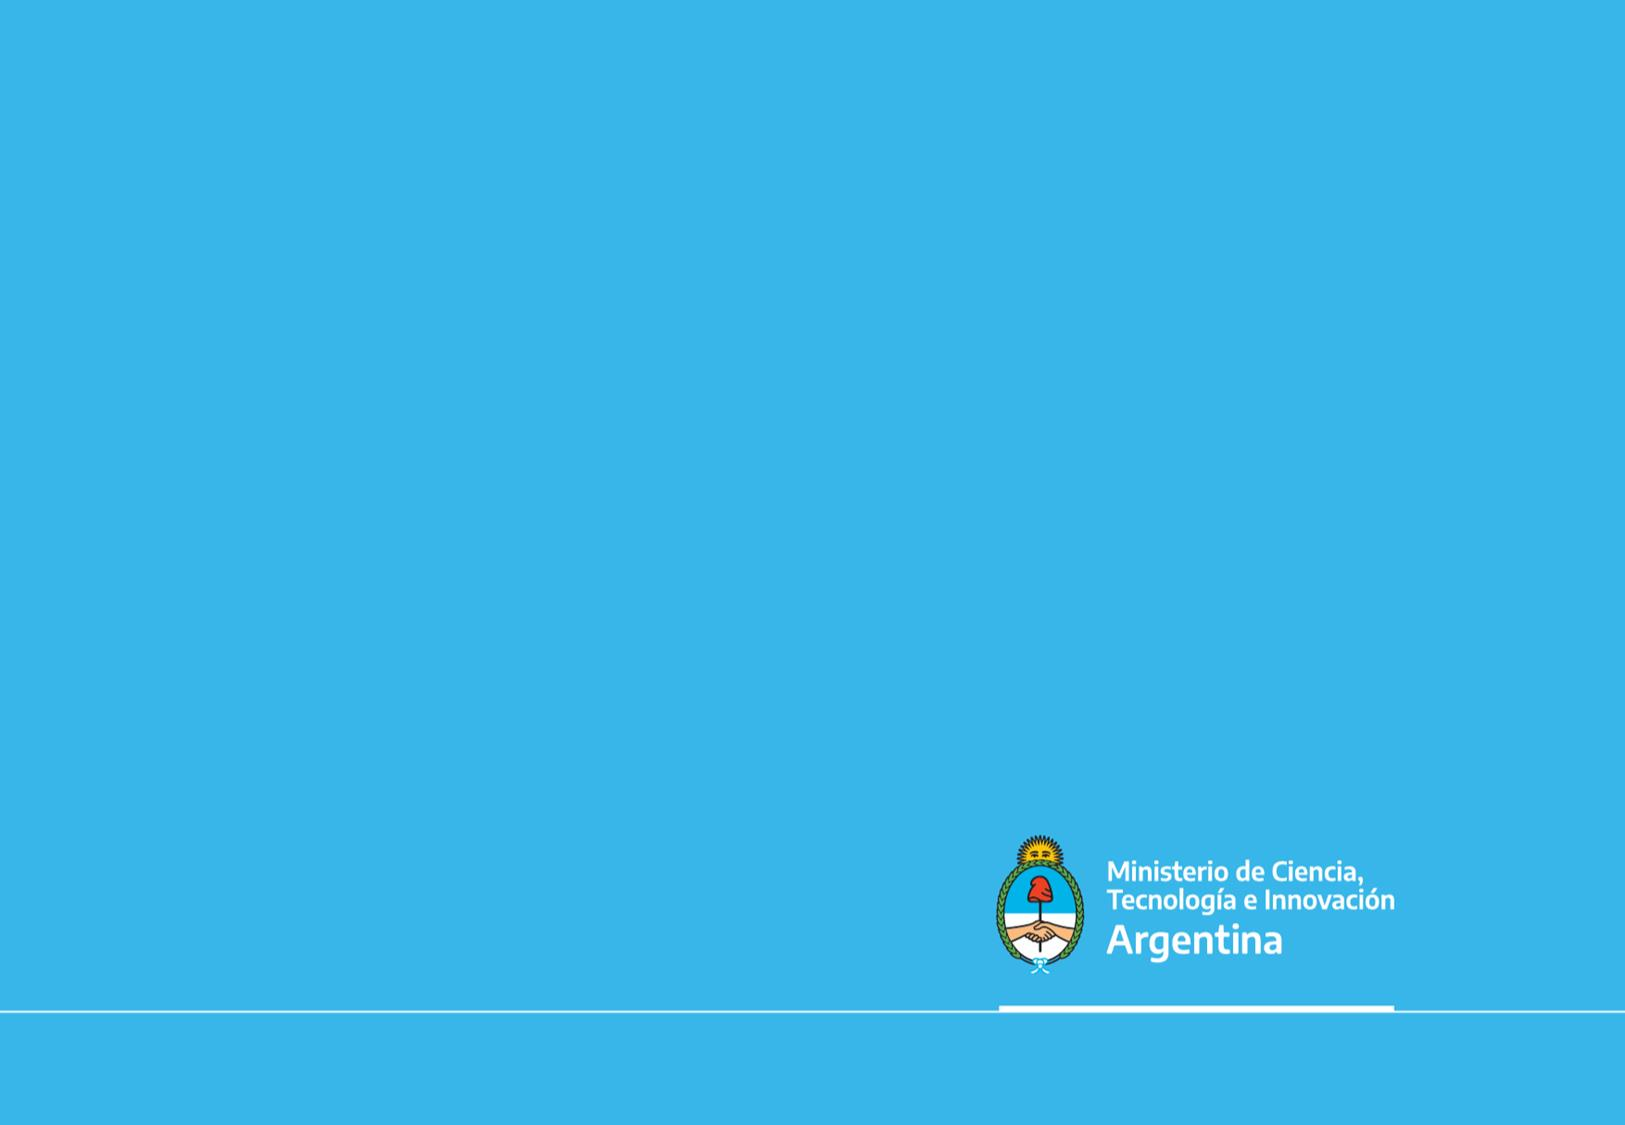 Ministerio de Ciencia,
Tecnología e Innovación
Argentina